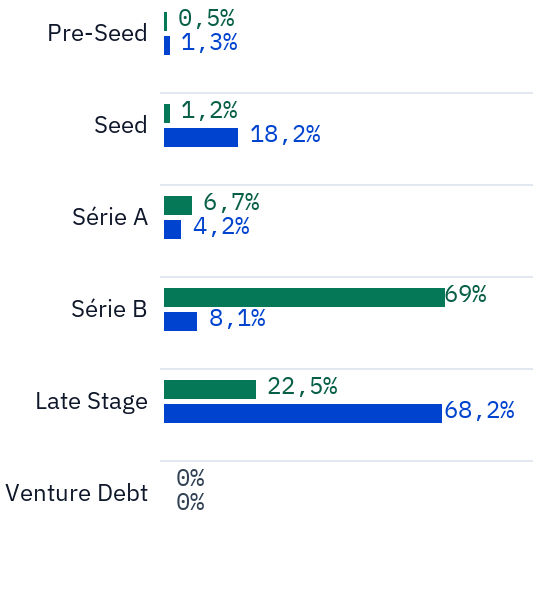 Pre-Seed
0,5%
1,3%
Seed
1,2%
18,2%
Série A
6,7%
4,2%
Série B
69%
8,1%
Late Stage
22,5%
68,2%
Venture Debt
0%
0%